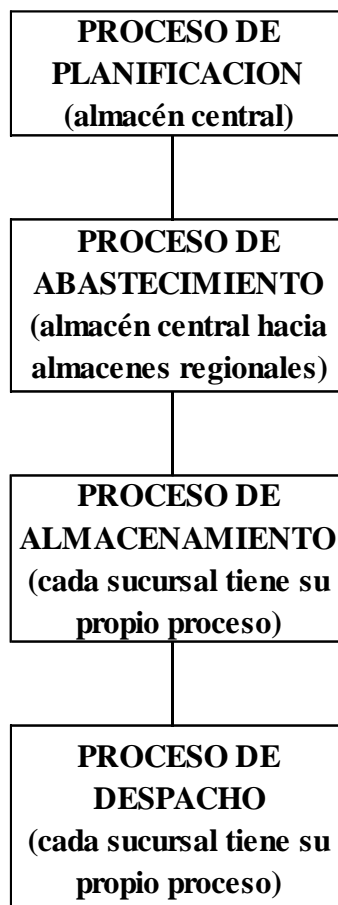 PROCESO DE
PLANIFICACION
(almacén central)
PROCESO DE
ABASTECIMIENTO
(almacén central hacia
almacenes regionales)
PROCESO DE
ALMACENAMIENTO
(cada sucursal tiene su
propio proceso)
PROCESO DE
DESPACHO
(cada sucursal tiene su
propio proceso)